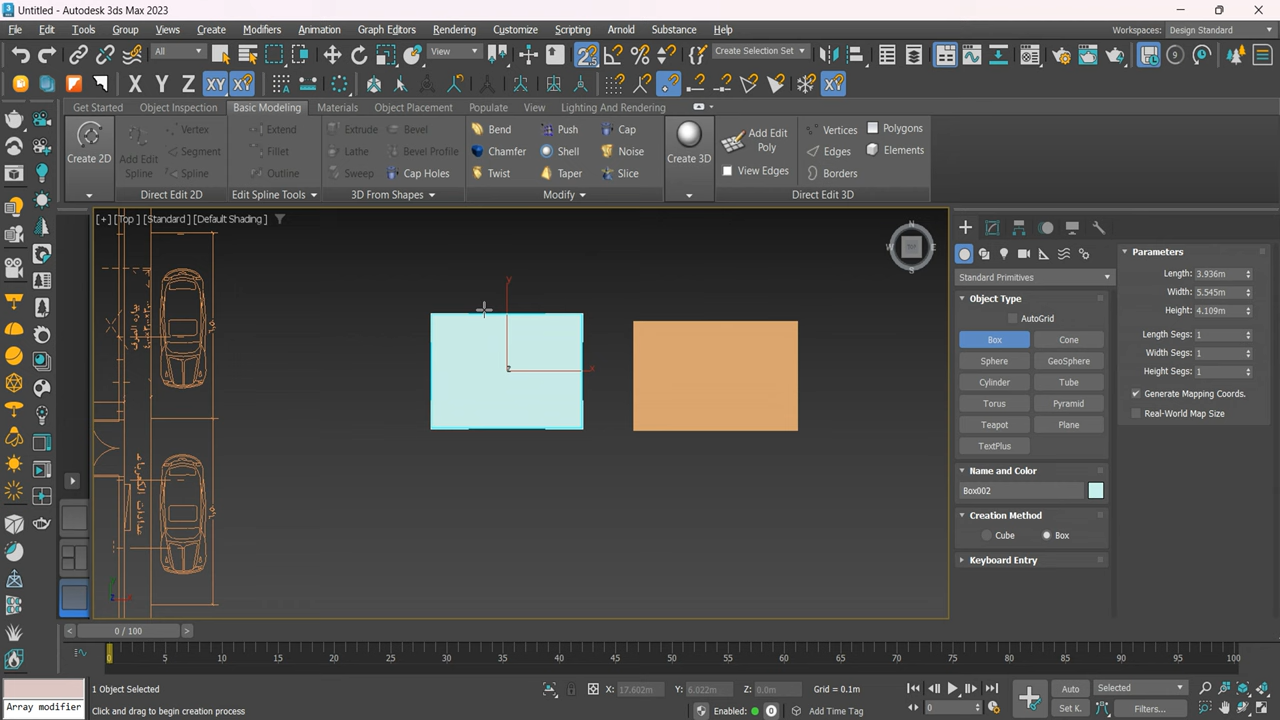 Untitled - Autodesk 3ds Max 2023
File Edit Tools Group Views Create Modifiers Animation Graph Editors Rendering Customize Scripting Civil View Substance Arnold Help
Workspaces: Design Standard
All View Create Selection Set
X Y Z XY
Get Started Object Inspection Basic Modeling Materials Object Placement Populate View Lighting And Rendering Arnold
Create 2D
Add Edit Spline
Vertex
Segment
Spline
Direct Edit 2D
Extend
Fillet
Outline
Edit Spline Tools
Extrude Bevel
Lathe Bevel Profile
Sweep Cap Holes
3D From Shapes
Bend Push Cap
Chamfer Shell Noise
Twist Taper Slice
Modify
Create 3D
Add Edit Poly
View Edges
Vertices Polygons
Edges Elements
Borders
Direct Edit 3D
[+] [Top ] [Standard ] [Default Shading ]
N
W E
S
y
x
z
Standard Primitives
Object Type
AutoGrid
Box Cone
Sphere GeoSphere
Cylinder Tube
Torus Pyramid
Teapot Plane
TextPlus
Name and Color
Box002
Creation Method
Cube Box
Keyboard Entry
Parameters
Length: 3.936m
Width: 5.545m
Height: 4.109m
Length Segs: 1
Width Segs: 1
Height Segs: 1
Generate Mapping Coords.
Real-World Map Size
0 / 100
0 5 10 15 20 25 30 35 40 45 50 55 60 65 70 75 80 85 90 95 100
Array modifier
1 Object Selected
Click and drag to begin creation process
X: 17.602m Y: 6.022m Z: 0.0m Grid = 0.1m
Enabled: 0 Add Time Tag
0
Auto Selected
Set K. Filters...